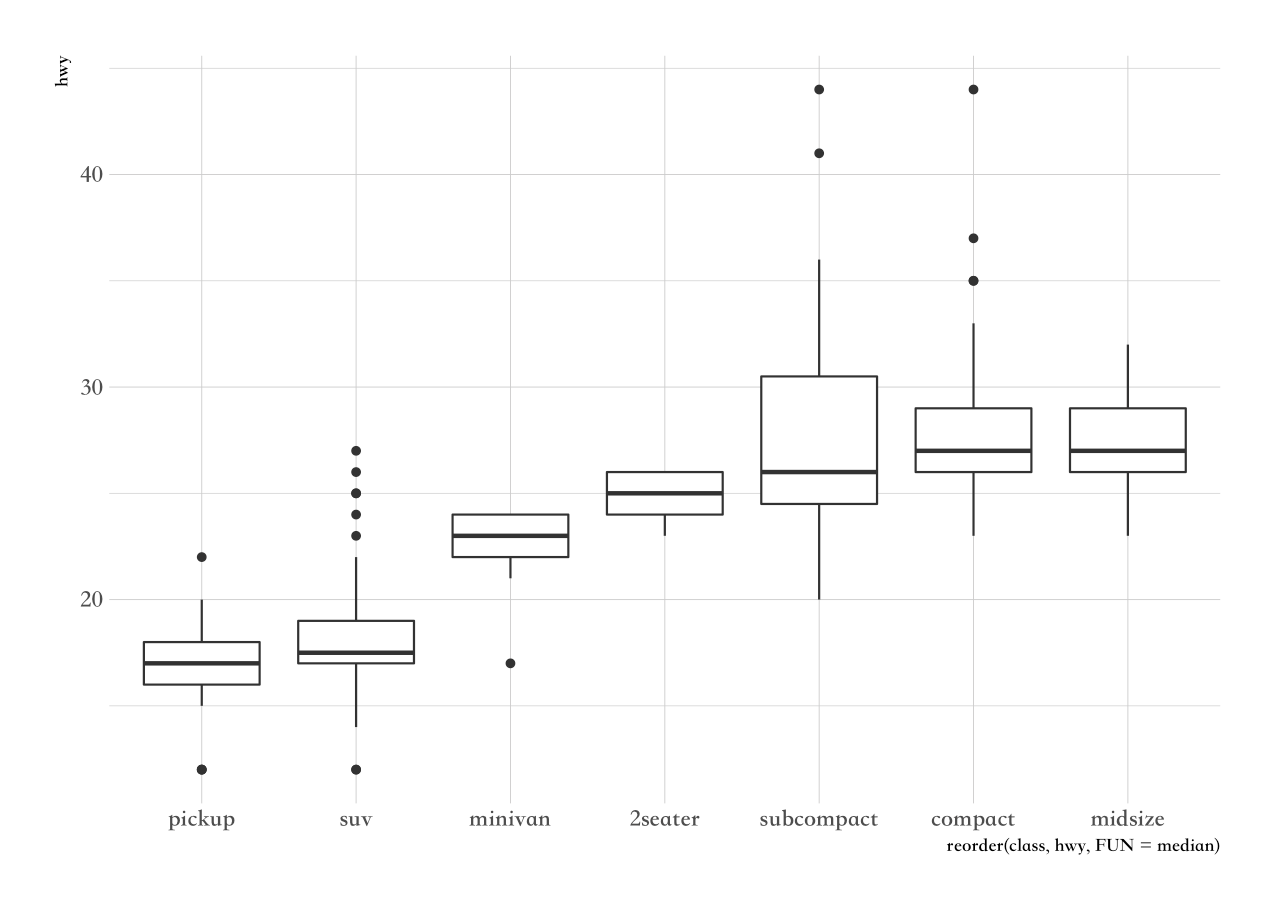 hwy
40
30
20
pickup suv minivan 2seater subcompact compact midsize
reorder(class, hwy, FUN = median)